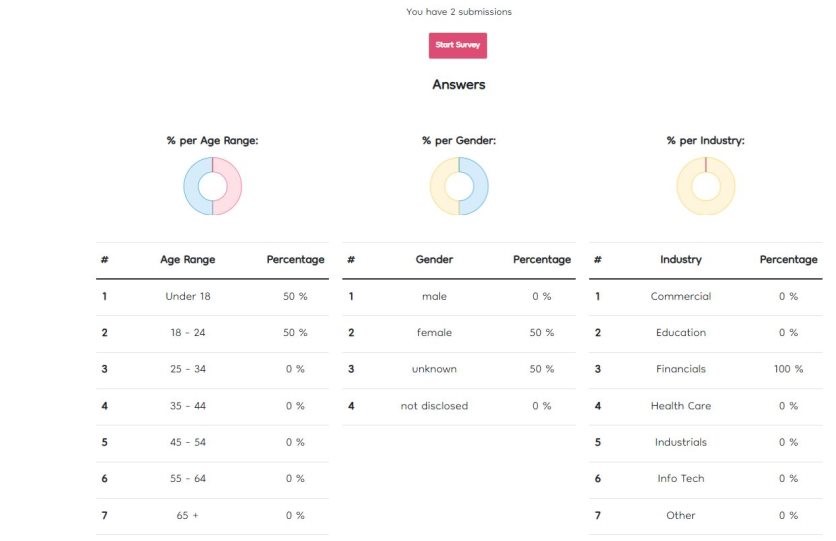 You have 2 submissions
Start Survey
Answers
% per Age Range:
% per Gender:
% per Industry:
# Age Range Percentage
1 Under 18 50 %
2 18 - 24 50 %
3 25 - 34 0 %
4 35 - 44 0 %
5 45 - 54 0 %
6 55 - 64 0 %
7 65 + 0 %
# Gender Percentage
1 male 0 %
2 female 50 %
3 unknown 50 %
4 not disclosed 0 %
# Industry Percentage
1 Commercial 0 %
2 Education 0 %
3 Financials 100 %
4 Health Care 0 %
5 Industrials 0 %
6 Info Tech 0 %
7 Other 0 %